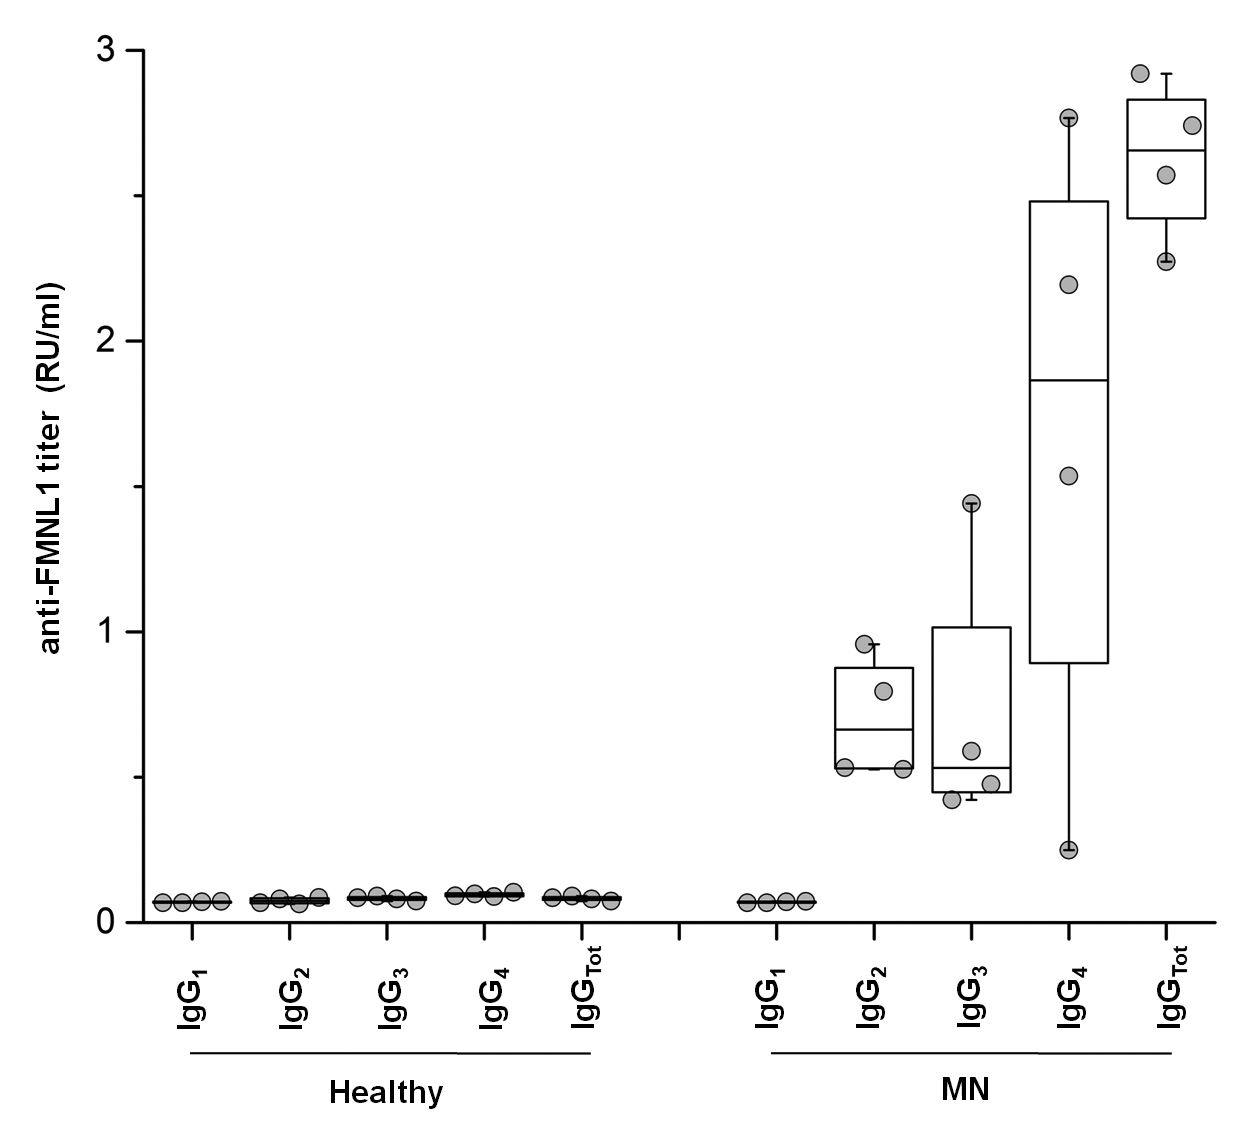 3
2
1
0
anti-FMNL1 titer (RU/ml)
IgG1 IgG2 IgG3 IgG4 IgGTot IgG1 IgG2 IgG3 IgG4 IgGTot
Healthy MN